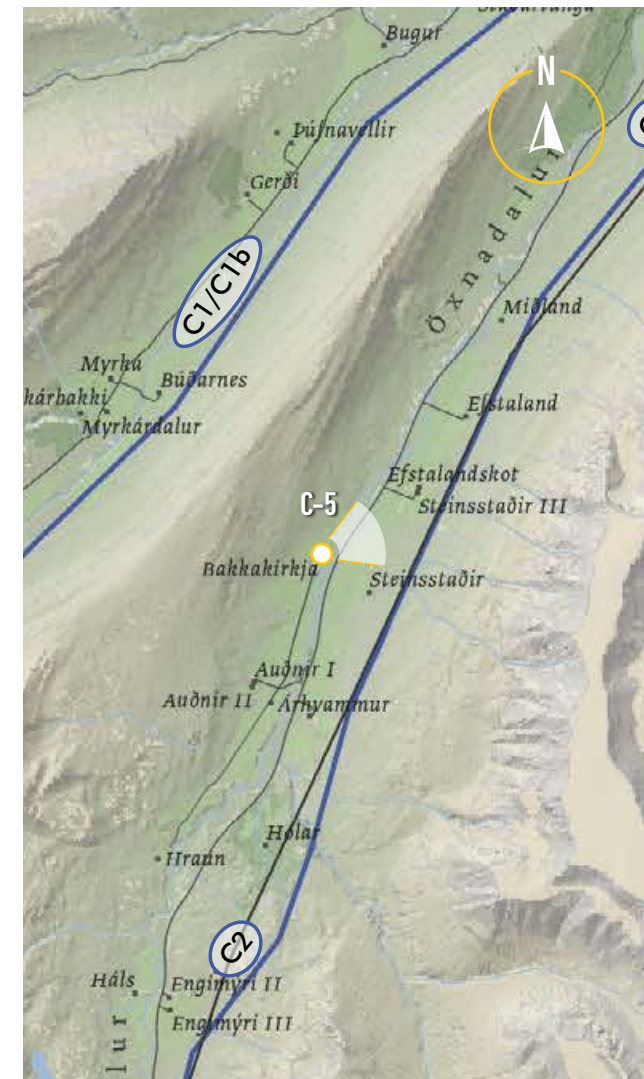 Bugur
N
Þúfnavellir
Gerði
C1/C1b
Öxnadalur
Miðland
Myrká
Búðarnes
Myrkárdalur
Efstaland
Efstalandskot
C-5
Steinsstaðir III
Bakkakirkja
Steinsstaðir
Auðnir I
Auðnir II
Árhvammur
Hólar
Hraun
C2
Háls
Engimýri II
Engimýri III